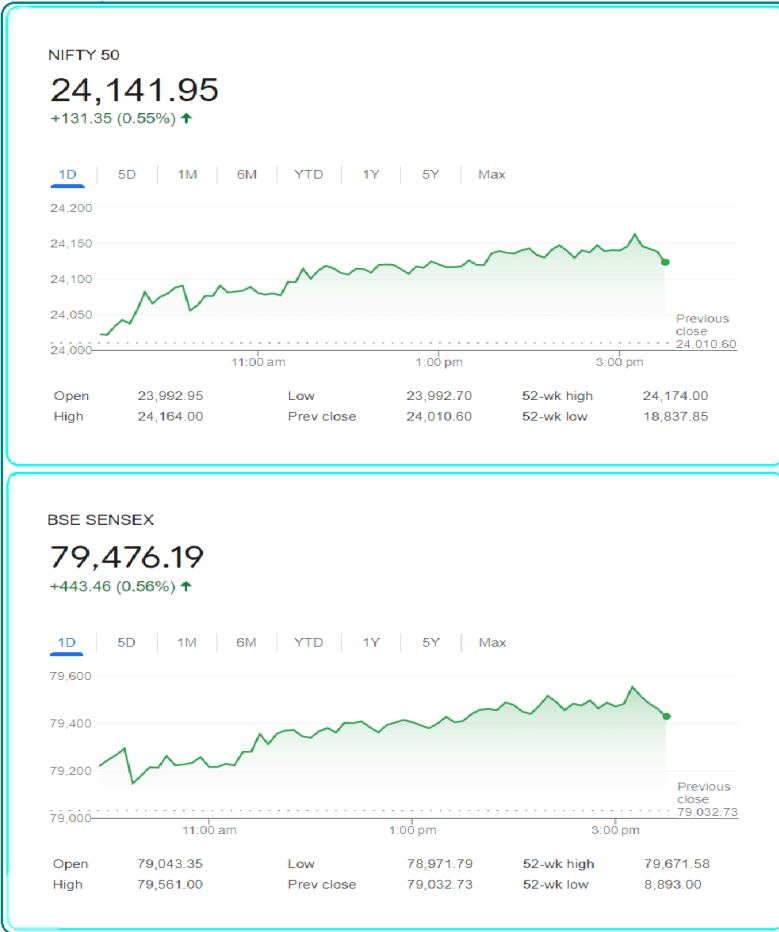 NIFTY 50
24,141.95
+131.35 (0.55%) ↑
1D 5D 1M 6M YTD 1Y 5Y Max
24,200
24,150
24,100
24,050
Previous
close
24,010.60
24,000
11:00 am 1:00 pm 3:00 pm
Open 23,992.95 Low 23,992.70 52-wk high 24,174.00
High 24,164.00 Prev close 24,010.60 52-wk low 18,837.85
BSE SENSEX
79,476.19
+443.46 (0.56%) ↑
1D 5D 1M 6M YTD 1Y 5Y Max
79,600
79,400
79,200
Previous
close
79,032.73
79,000
11:00 am 1:00 pm 3:00 pm
Open 79,043.35 Low 78,971.79 52-wk high 79,671.58
High 79,561.00 Prev close 79,032.73 52-wk low 8,893.00